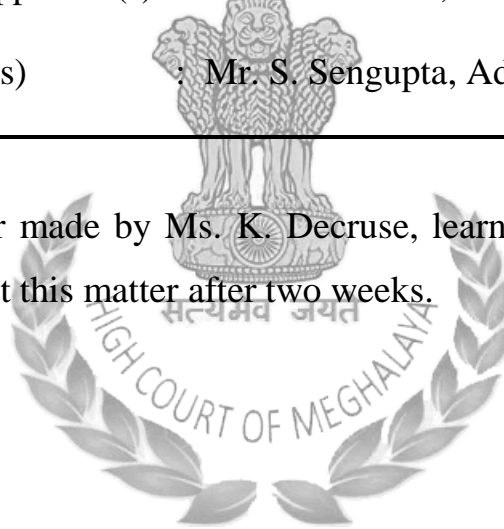 (s)
s) : Mr. S. Sengupta, Ad
r made by Ms. K. Decruse, learn
t this matter after two weeks.
सत्यमेव जयते
HIGH COURT OF MEGHALAYA